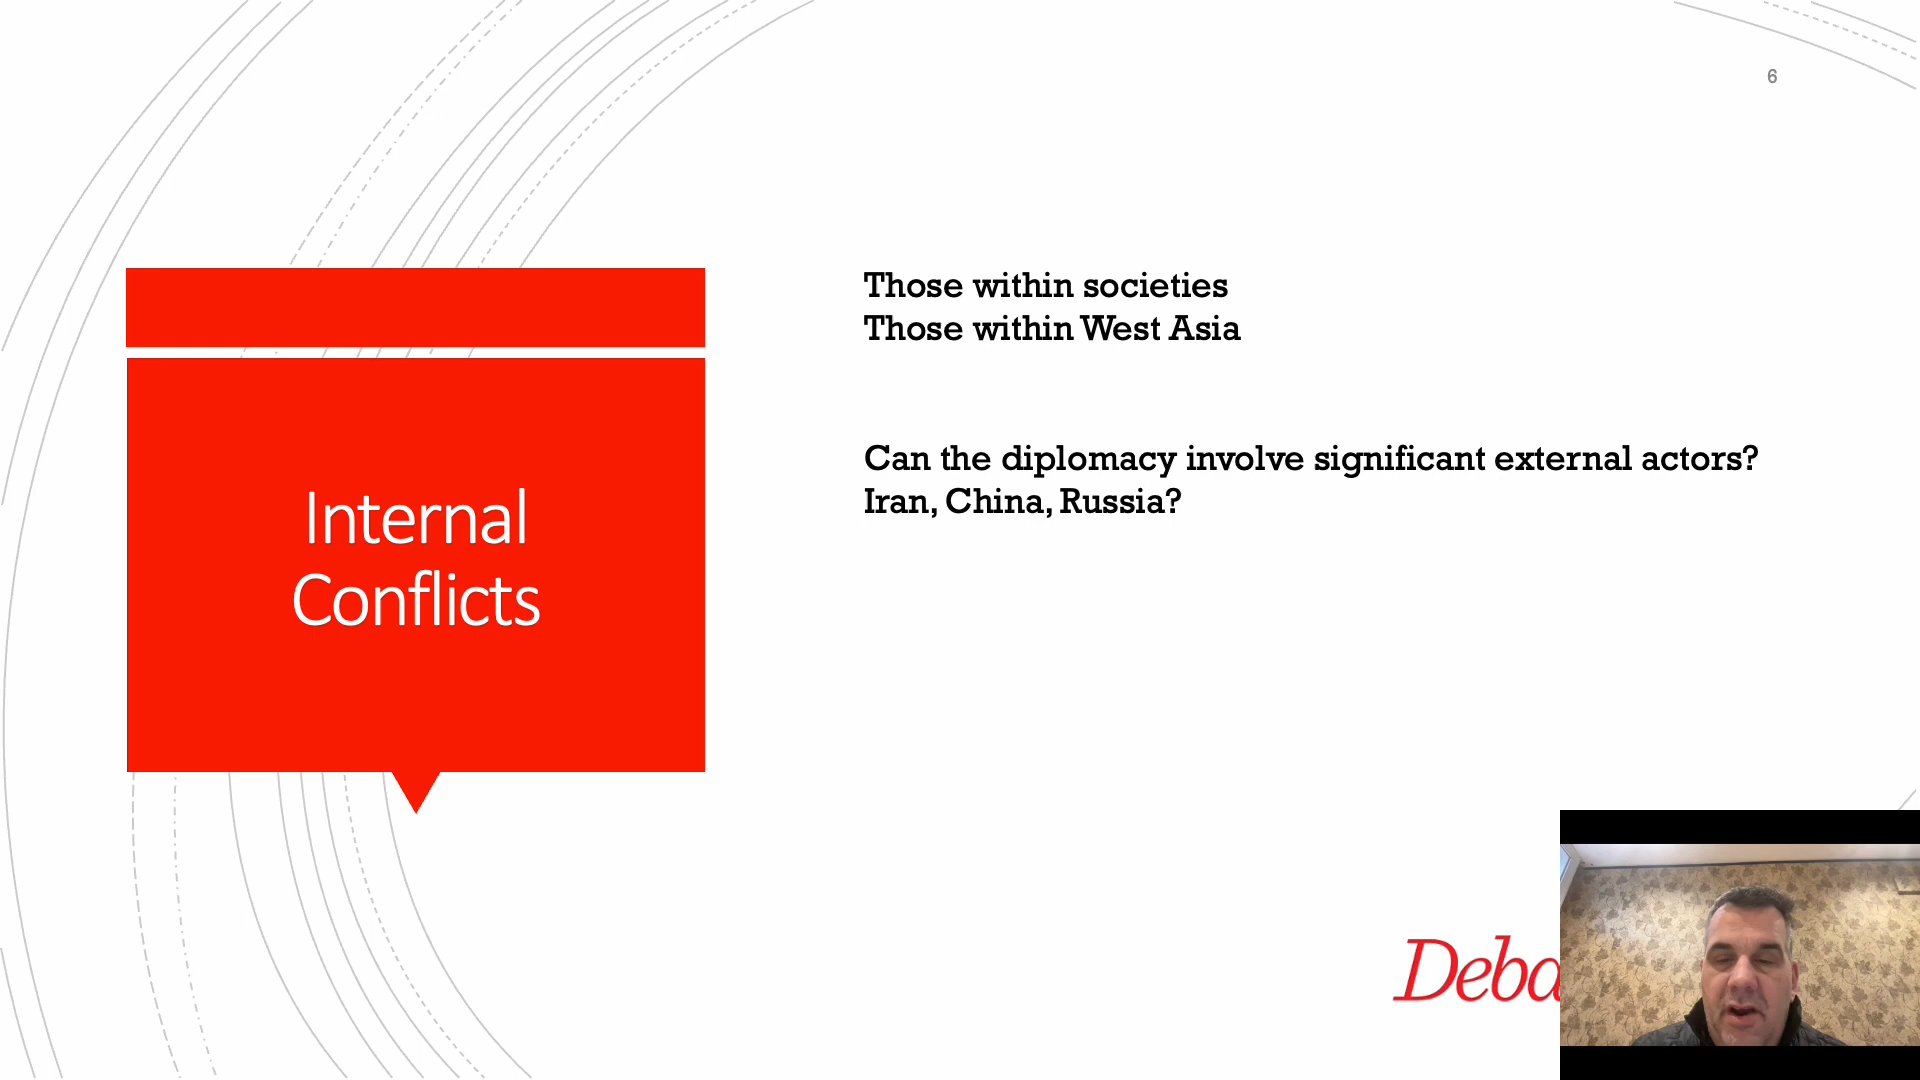 6
Internal
Conflicts
Those within societies
Those within West Asia
Can the diplomacy involve significant external actors?
Iran, China, Russia?